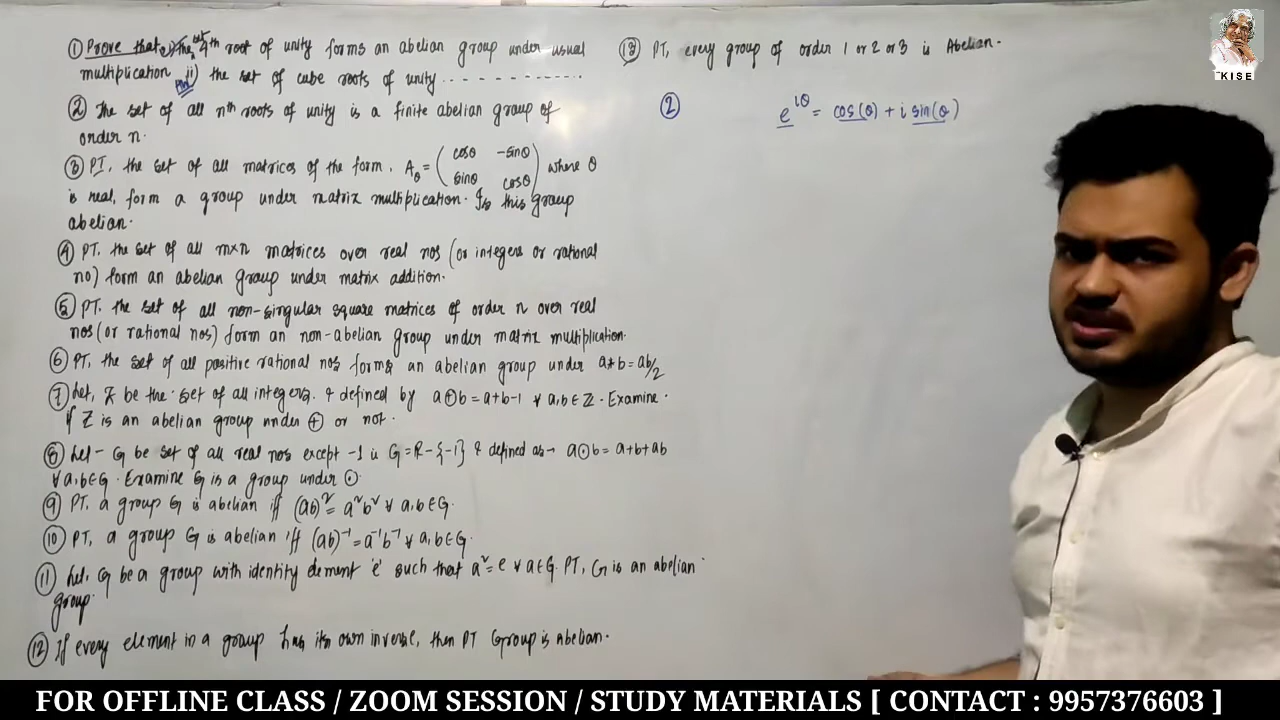 ① Prove that i) The set 4th root of unity forms an abelian group under usual
multiplication ii) the set of cube roots of unity - - - - - - - - - - -
② The set of all nth roots of unity is a finite abelian group of
order n.
③ PT, the set of all matrices of the form, Aθ = ( cosθ -sinθ
sinθ cosθ ) where θ
is real, form a group under matrix multiplication. Is this group
abelian.
④ PT, the set of all m×n matrices over real nos (or integers or rational
no) form an abelian group under matrix addition.
⑤ PT, the set of all non-singular square matrices of order n over real
nos (or rational nos) form an non-abelian group under matrix multiplication.
⑥ PT, the set of all positive rational nos forms an abelian group under a*b = ab/2
⑦ Let, Z be the set of all integers & defined by a⊕b = a+b-1 ∀ a,b∈Z. Examine
if Z is an abelian group under ⊕ or not.
⑧ Let- G be set of all real nos except -1 ie G=R-{-1} & defined as→ a⊙b = a+b+ab
∀ a,b∈G. Examine G is a group under ⊙.
⑨ PT, a group G is abelian iff (ab)² = a²b² ∀ a,b∈G.
⑩ PT, a group G is abelian iff (ab)⁻¹ = a⁻¹b⁻¹ ∀ a,b∈G.
⑪ Let, G be a group with identity element 'e' such that a²=e ∀ a∈G. PT, G is an abelian
group.
⑫ If every element in a group has its own inverse, then PT Group is Abelian.
⑬ PT, every group of order 1 or 2 or 3 is Abelian.
② e^iθ = cos(θ) + i sin(θ)
KISE
FOR OFFLINE CLASS / ZOOM SESSION / STUDY MATERIALS [ CONTACT : 9957376603 ]